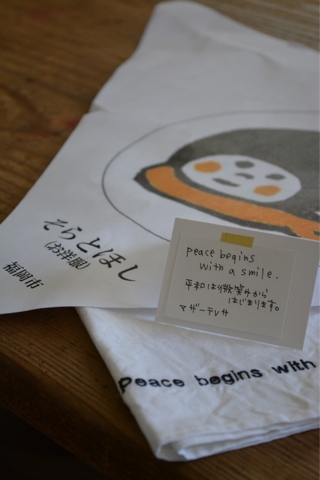 そらとほし
(お洋服)
福岡市
peace begins
with a smile.
平和は微笑みから
はじまります。
マザーテレサ
peace begins with